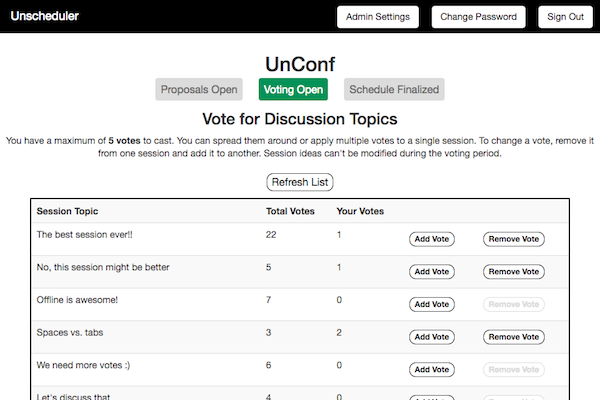 Unscheduler
Admin Settings
Change Password
Sign Out
UnConf
Proposals Open
Voting Open
Schedule Finalized
Vote for Discussion Topics
You have a maximum of 5 votes to cast. You can spread them around or apply multiple votes to a single session. To change a vote, remove it
from one session and add it to another. Session ideas can't be modified during the voting period.
Refresh List
Session Topic Total Votes Your Votes
The best session ever!! 22 1 Add Vote Remove Vote
No, this session might be better 5 1 Add Vote Remove Vote
Offline is awesome! 7 0 Add Vote Remove Vote
Spaces vs. tabs 3 2 Add Vote Remove Vote
We need more votes :) 6 0 Add Vote Remove Vote
Let's discuss that 4 0 Add Vote Remove Vote